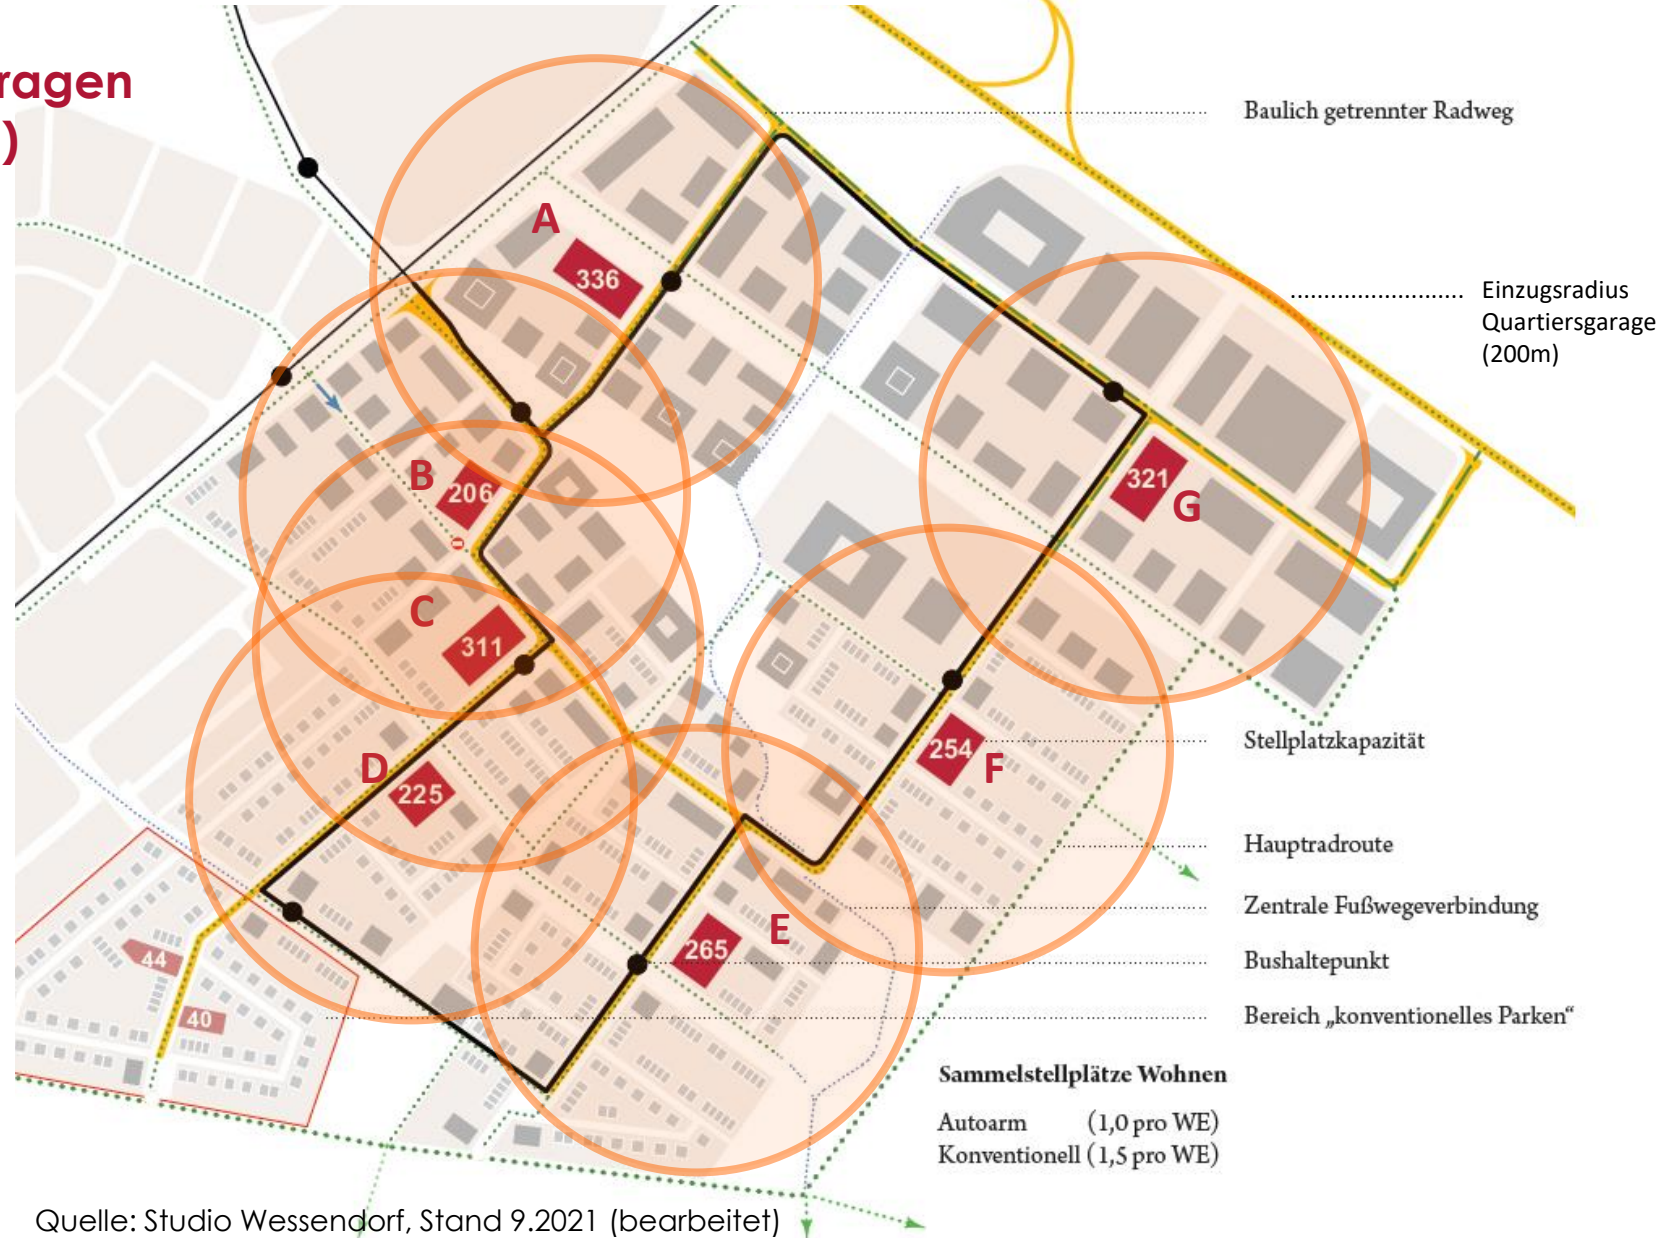 ragen
)
Baulich getrennter Radweg
A
336
Einzugsradius
Quartiersgarage
(200m)
B
206
321
G
C
311
D
225
254
F
Stellplatzkapazität
Hauptradroute
E
265
Zentrale Fußwegeverbindung
44
Bushaltepunkt
40
Bereich „konventionelles Parken“
Sammelstellplätze Wohnen
Autoarm (1,0 pro WE)
Konventionell (1,5 pro WE)
Quelle: Studio Wessendorf, Stand 9.2021 (bearbeitet)